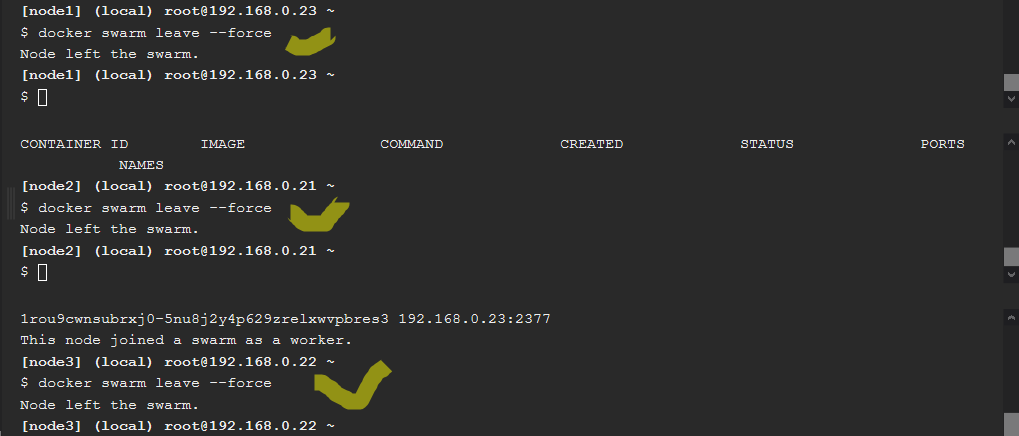 [node1] (local) root@192.168.0.23 ~
$ docker swarm leave --force
Node left the swarm.
[node1] (local) root@192.168.0.23 ~
$
CONTAINER ID IMAGE COMMAND CREATED STATUS PORTS
NAMES
[node2] (local) root@192.168.0.21 ~
$ docker swarm leave --force
Node left the swarm.
[node2] (local) root@192.168.0.21 ~
$
1rou9cwnsubrxj0-5nu8j2y4p629zrelxwvpbres3 192.168.0.23:2377
This node joined a swarm as a worker.
[node3] (local) root@192.168.0.22 ~
$ docker swarm leave --force
Node left the swarm.
[node3] (local) root@192.168.0.22 ~